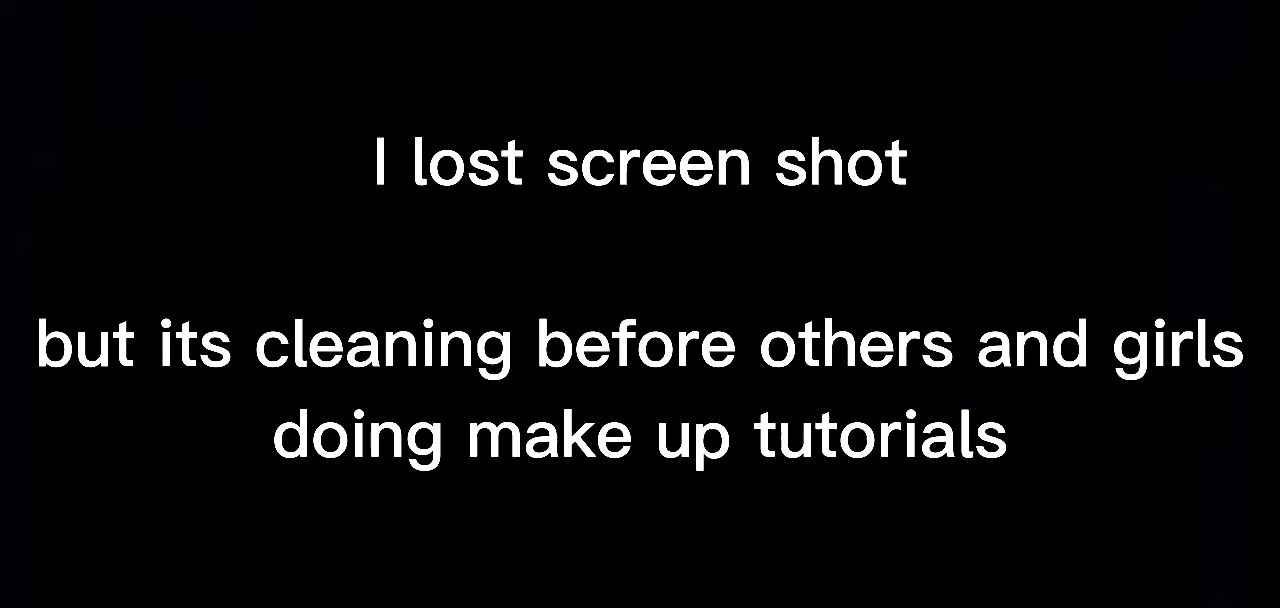 I lost screen shot
but its cleaning before others and girls
doing make up tutorials